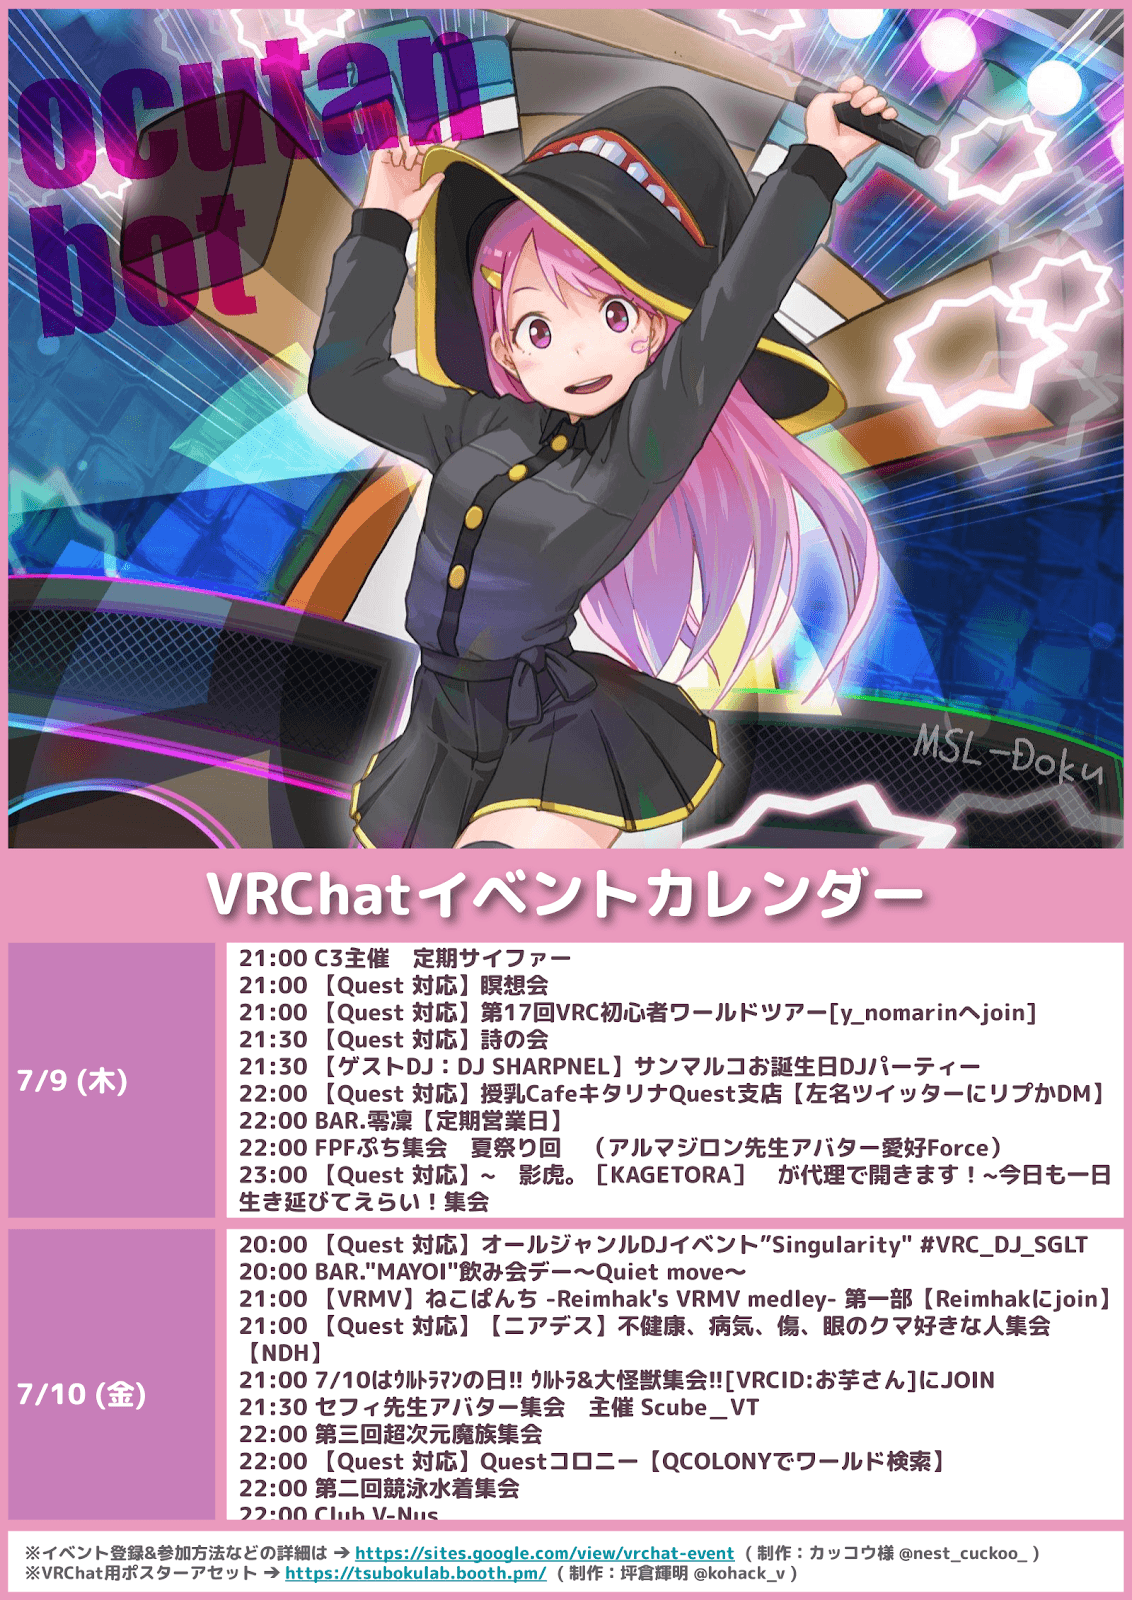 ocutan
bot
MSL-Doku
VRChatイベントカレンダー
7/9 (木)
21:00 C3主催　定期サイファー
21:00 【Quest 対応】瞑想会
21:00 【Quest 対応】第17回VRC初心者ワールドツアー[y_nomarinへjoin]
21:30 【Quest 対応】詩の会
21:30 【ゲストDJ：DJ SHARPNEL】サンマルコお誕生日DJパーティー
22:00 【Quest 対応】授乳CafeキタリナQuest支店【左名ツイッターにリプかDM】
22:00 BAR.零凜【定期営業日】
22:00 FPFぷち集会　夏祭り回　（アルマジロン先生アバター愛好Force）
23:00 【Quest 対応】~　影虎。［KAGETORA］　が代理で開きます！~今日も一日
生き延びてえらい！集会
7/10 (金)
20:00 【Quest 対応】オールジャンルDJイベント”Singularity" #VRC_DJ_SGLT
20:00 BAR."MAYOI"飲み会デー～Quiet move～
21:00 【VRMV】ねこぱんち -Reimhak's VRMV medley- 第一部【Reimhakにjoin】
21:00 【Quest 対応】【ニアデス】不健康、病気、傷、眼のクマ好きな人集会
【NDH】
21:00 7/10はｳﾙﾄﾗﾏﾝの日!! ｳﾙﾄﾗ&大怪獣集会!![VRCID:お芋さん]にJOIN
21:30 セフィ先生アバター集会　主催 Scube＿VT
22:00 第三回超次元魔族集会
22:00 【Quest 対応】Questコロニー【QCOLONYでワールド検索】
22:00 第二回競泳水着集会
22:00 Club V-Nus
※イベント登録&参加方法などの詳細は ➔ https://sites.google.com/view/vrchat-event （ 制作：カッコウ様 @nest_cuckoo_ ）
※VRChat用ポスターアセット ➔ https://tsubokulab.booth.pm/ （ 制作：坪倉輝明 @kohack_v ）